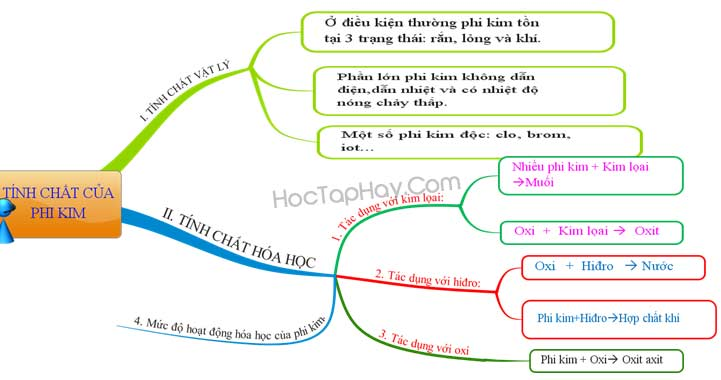 TÍNH CHẤT CỦA
PHI KIM
I. TÍNH CHẤT VẬT LÝ
Ở điều kiện thường phi kim tồn
tại 3 trạng thái: rắn, lỏng và khí.
Phần lớn phi kim không dẫn
điện,dẫn nhiệt và có nhiệt độ
nóng chảy thấp.
Một số phi kim độc: clo, brom,
iot...
HocTapHay.Com
II. TÍNH CHẤT HÓA HỌC
1. Tác dụng với kim loại:
Nhiều phi kim + Kim loại
→Muối
Oxi + Kim loại → Oxit
2. Tác dụng với hiđro:
Oxi + Hiđro → Nước
Phi kim+Hiđro→Hợp chất khí
3. Tác dụng với oxi
Phi kim + Oxi→ Oxit axit
4. Mức độ hoạt động hóa học của phi kim.